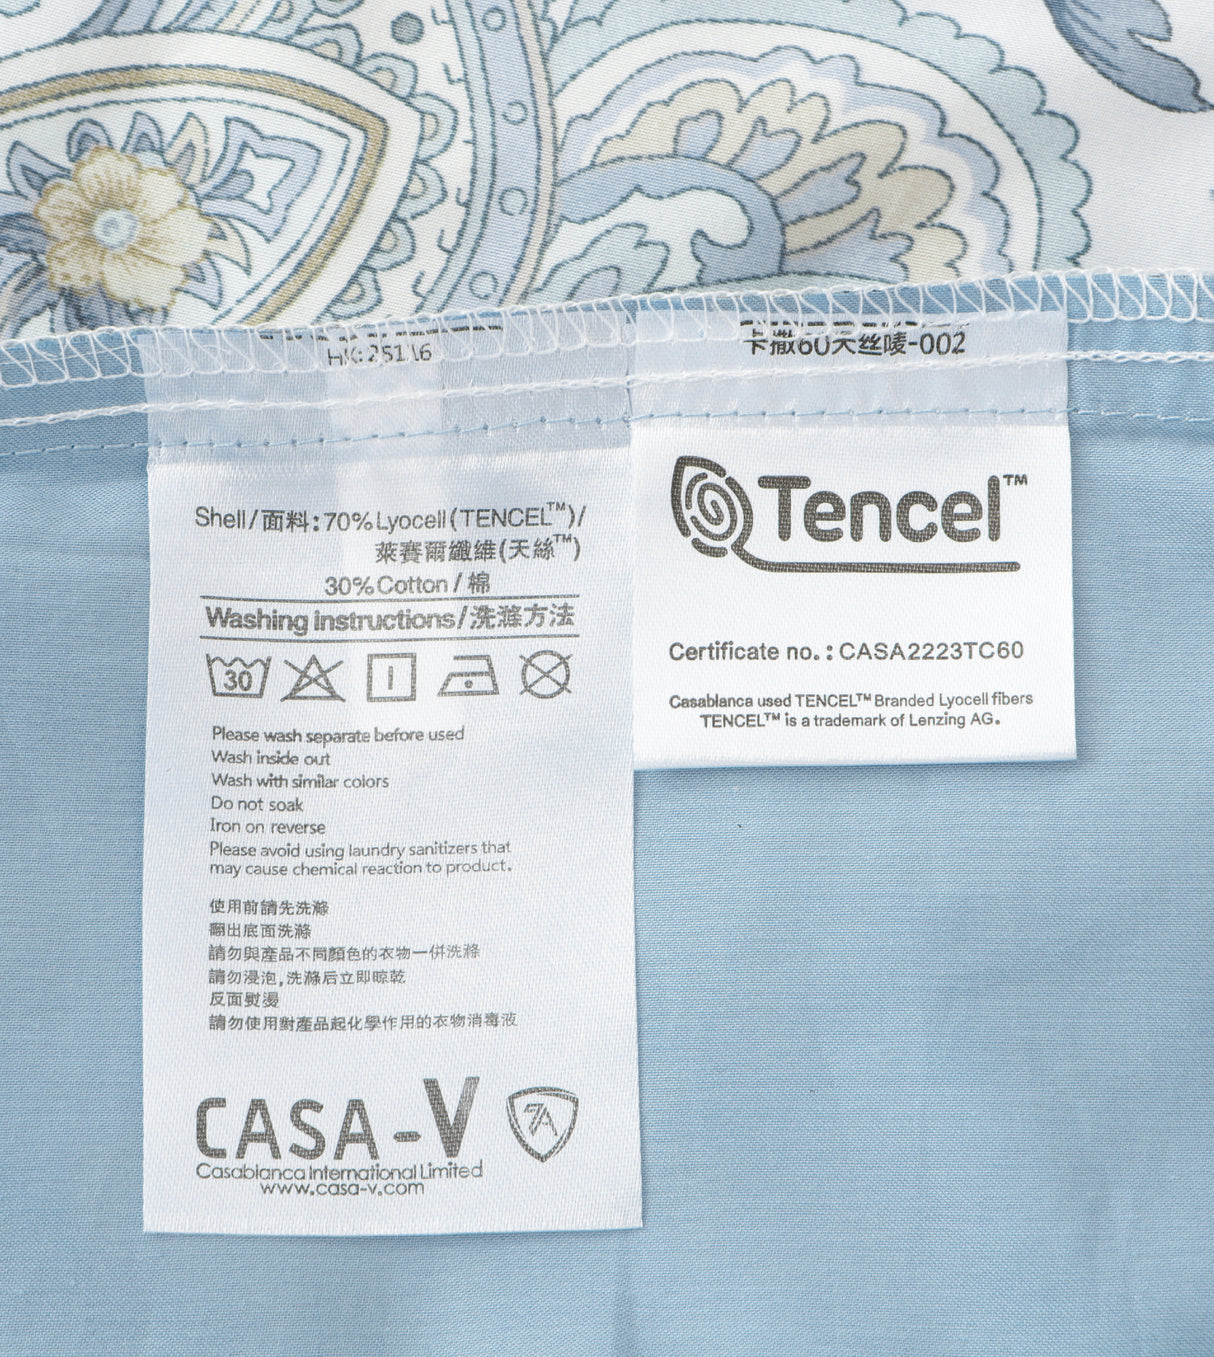 HK: 25116
Shell/面料:70%Lyocell(TENCEL™)/
萊賽爾纖維(天絲™)
30%Cotton/棉
Washing instructions/洗滌方法
30
Please wash separate before used
Wash inside out
Wash with similar colors
Do not soak
Iron on reverse
Please avoid using laundry sanitizers that
may cause chemical reaction to product.
使用前請先洗滌
翻出底面洗滌
請勿與產品不同顏色的衣物一併洗滌
請勿浸泡,洗滌后立即晾乾
反面熨燙
請勿使用對產品起化學作用的衣物消毒液
CASA-V
Casablanca International Limited
www.casa-v.com
卡撒60天丝唛-002
Tencel™
Certificate no.:CASA2223TC60
Casablanca used TENCEL™ Branded Lyocell fibers
TENCEL™ is a trademark of Lenzing AG.